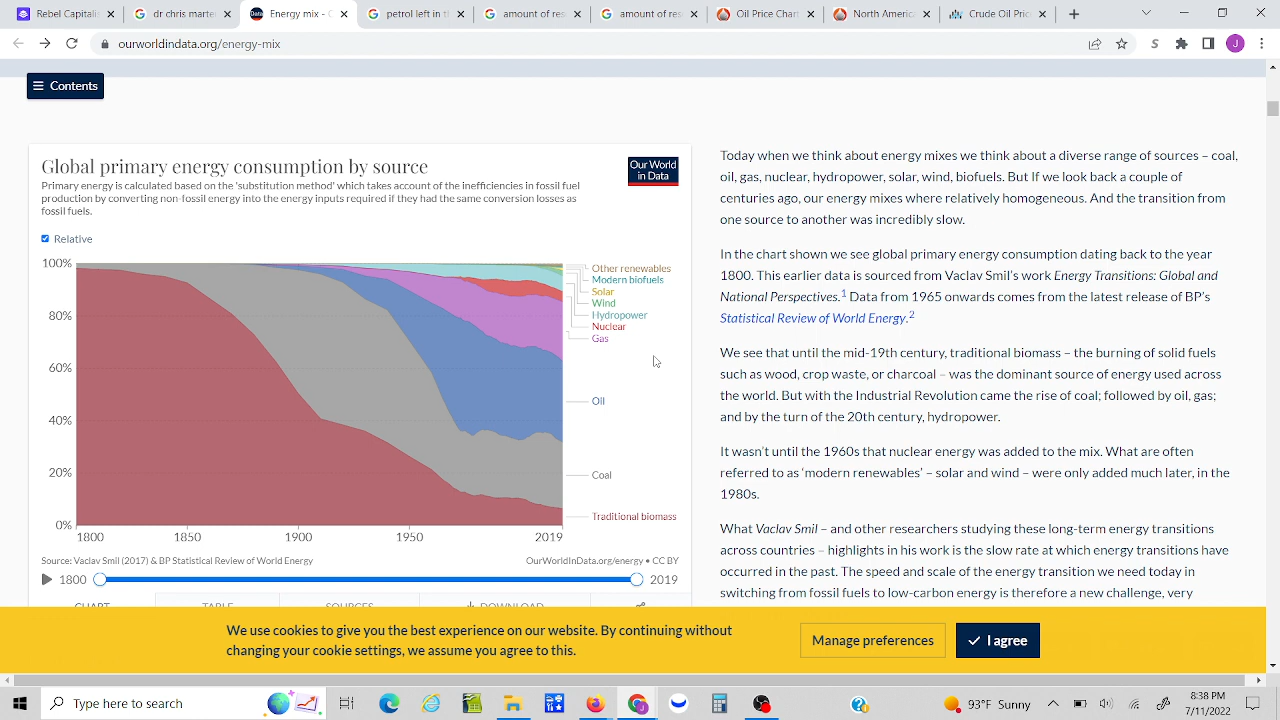 Lightricks
dr martens
Energy mix - O
petrol rate in t
amount of res
amount of res
Oil Price Char
North America
Crude Oil Pric
ourworldindata.org/energy-mix
S
J
Contents
Global primary energy consumption by source
Primary energy is calculated based on the 'substitution method' which takes account of the inefficiencies in fossil fuel
production by converting non-fossil energy into the energy inputs required if they had the same conversion losses as
fossil fuels.
Our World
in Data
Relative
100%
80%
60%
40%
20%
0%
1800
1850
1900
1950
2019
Other renewables
Modern biofuels
Solar
Wind
Hydropower
Nuclear
Gas
Oil
Coal
Traditional biomass
Source: Vaclav Smil (2017) & BP Statistical Review of World Energy
OurWorldInData.org/energy • CC BY
1800
2019
CHART
TABLE
SOURCES
DOWNLOAD
Today when we think about energy mixes we think about a diverse range of sources – coal,
oil, gas, nuclear, hydropower, solar, wind, biofuels. But If we look back a couple of
centuries ago, our energy mixes where relatively homogeneous. And the transition from
one source to another was incredibly slow.
In the chart shown we see global primary energy consumption dating back to the year
1800. This earlier data is sourced from Vaclav Smil's work Energy Transitions: Global and
National Perspectives.1 Data from 1965 onwards comes from the latest release of BP's
Statistical Review of World Energy.2
We see that until the mid-19th century, traditional biomass – the burning of solid fuels
such as wood, crop waste, or charcoal – was the dominant source of energy used across
the world. But with the Industrial Revolution came the rise of coal; followed by oil, gas;
and by the turn of the 20th century, hydropower.
It wasn't until the 1960s that nuclear energy was added to the mix. What are often
referred to as 'modern renewables' – solar and wind – were only added much later, in the
1980s.
What Vaclav Smil – and other researchers studying these long-term energy transitions
across countries – highlights in his work is the slow rate at which energy transitions have
occurred in the past. The speed and scale of the energy transition we need today in
switching from fossil fuels to low-carbon energy is therefore a new challenge, very
We use cookies to give you the best experience on our website. By continuing without
changing your cookie settings, we assume you agree to this.
Manage preferences
I agree
Type here to search
93°F Sunny
8:38 PM
7/11/2022